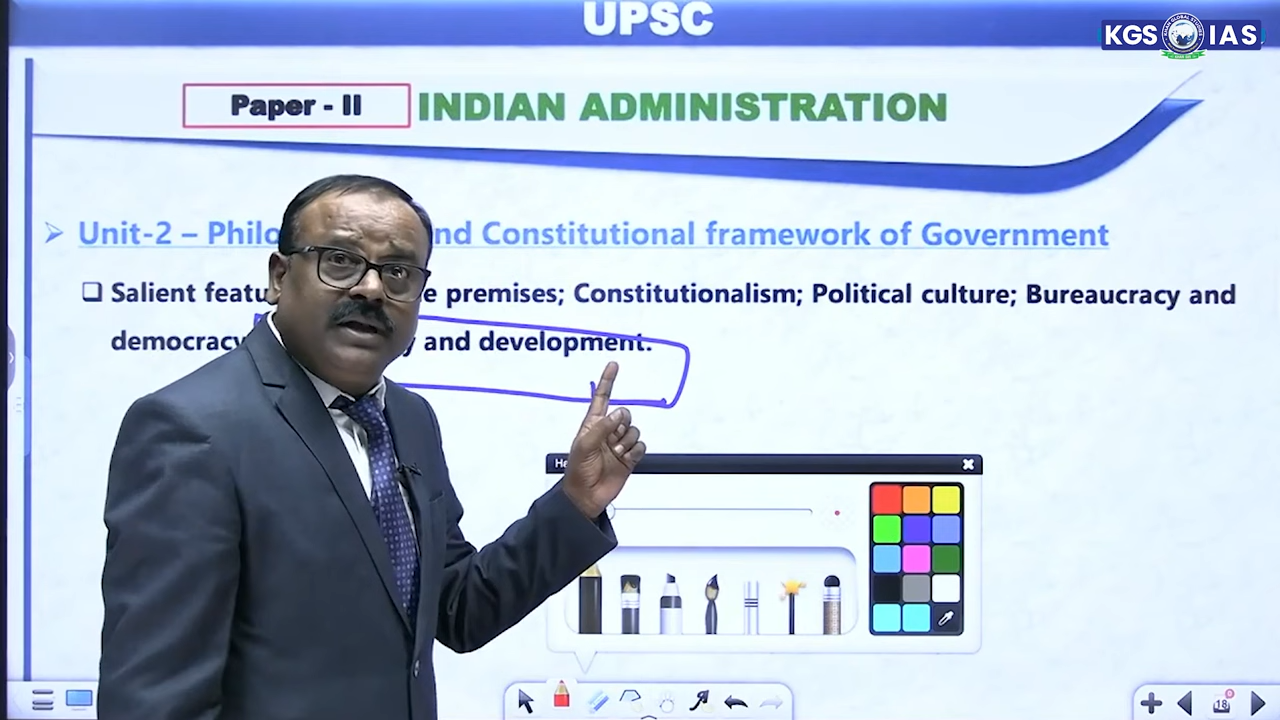 UPSC
KGS IAS
Paper - II INDIAN ADMINISTRATION
Unit-2 – Philo nd Constitutional framework of Government
Salient featu e premises; Constitutionalism; Political culture; Bureaucracy and
democracy y and development.
18